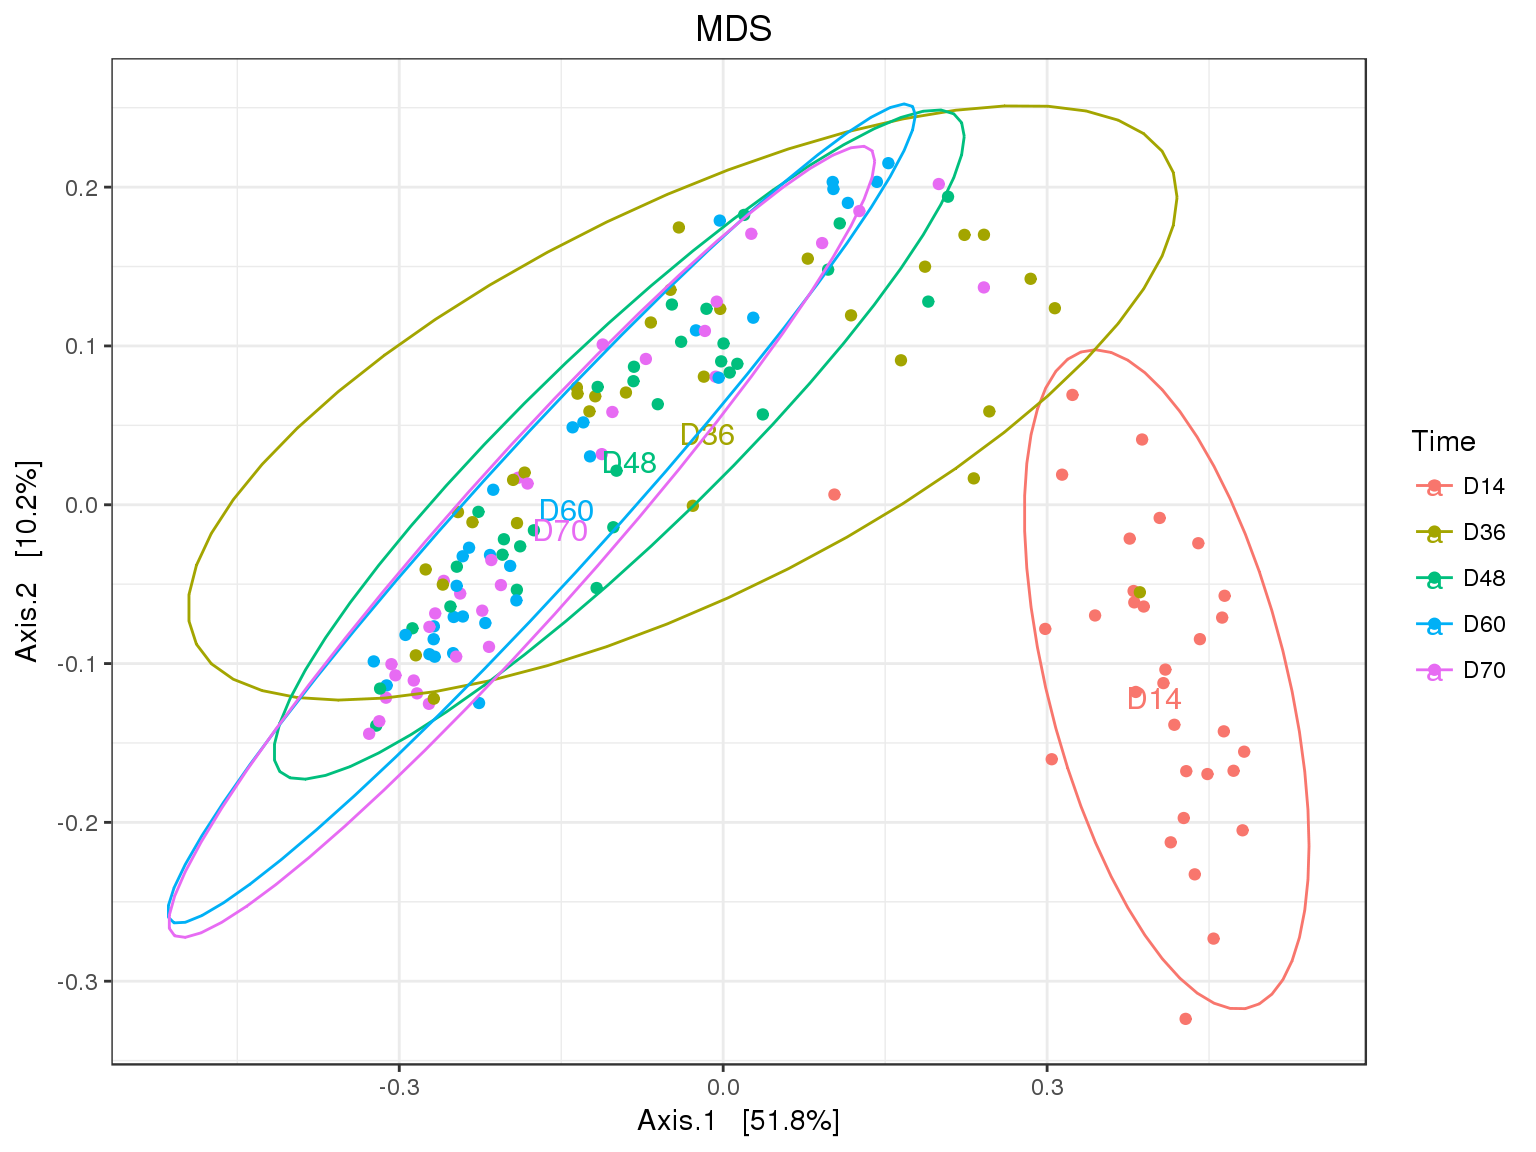 MDS
Axis.2   [10.2%]
0.2
0.1
0.0
-0.1
-0.2
-0.3
D36
D48
D60
D70
D14
-0.3
0.0
0.3
Axis.1   [51.8%]
Time
a D14
a D36
a D48
a D60
a D70